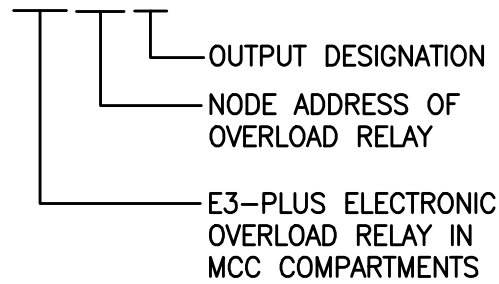 OUTPUT DESIGNATION
NODE ADDRESS OF
OVERLOAD RELAY
E3-PLUS ELECTRONIC
OVERLOAD RELAY IN
MCC COMPARTMENTS